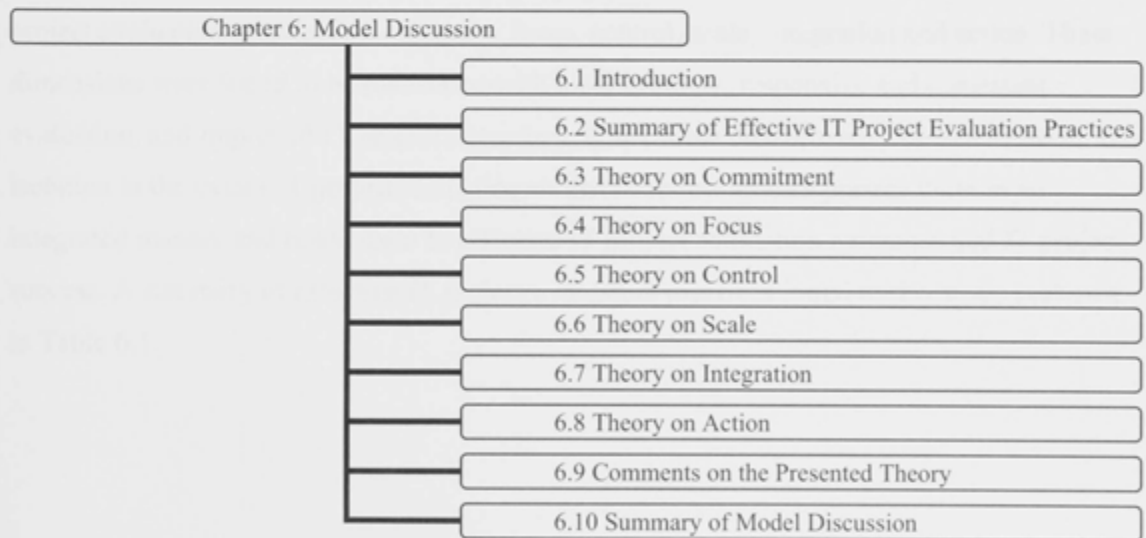 Chapter 6: Model Discussion
6.1 Introduction
6.2 Summary of Effective IT Project Evaluation Practices
6.3 Theory on Commitment
6.4 Theory on Focus
6.5 Theory on Control
6.6 Theory on Scale
6.7 Theory on Integration
6.8 Theory on Action
6.9 Comments on the Presented Theory
6.10 Summary of Model Discussion